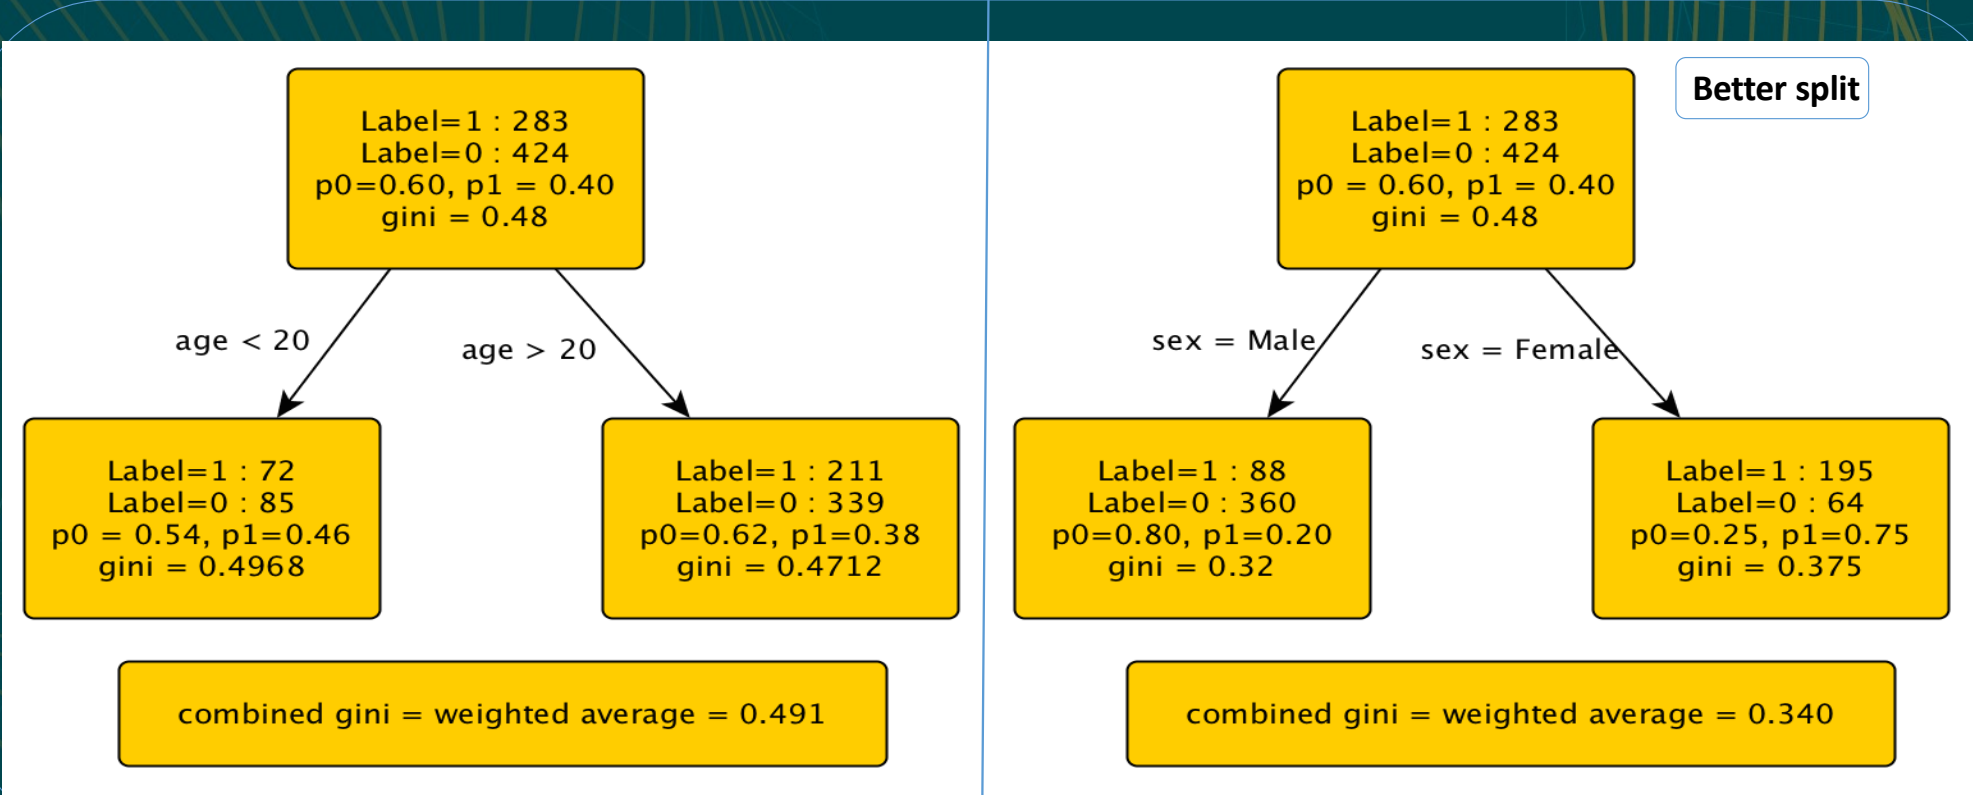 Label=1 : 283
Label=0 : 424
p0=0.60, p1 = 0.40
gini = 0.48
age < 20
age > 20
Label=1 : 72
Label=0 : 85
p0 = 0.54, p1=0.46
gini = 0.4968
Label=1 : 211
Label=0 : 339
p0=0.62, p1=0.38
gini = 0.4712
combined gini = weighted average = 0.491
Better split
Label=1 : 283
Label=0 : 424
p0 = 0.60, p1 = 0.40
gini = 0.48
sex = Male
sex = Female
Label=1 : 88
Label=0 : 360
p0=0.80, p1=0.20
gini = 0.32
Label=1 : 195
Label=0 : 64
p0=0.25, p1=0.75
gini = 0.375
combined gini = weighted average = 0.340